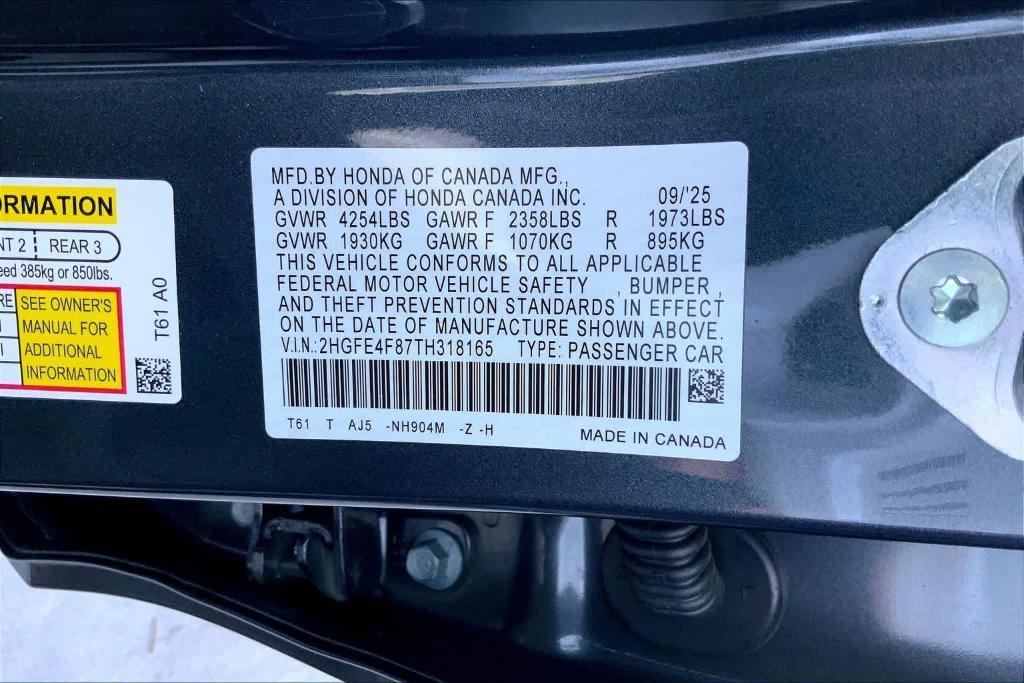 RMATION
NT 2 REAR 3
eed 385kg or 850lbs.
RE
SEE OWNER'S
MANUAL FOR
ADDITIONAL
INFORMATION
T61 A0
MFD.BY HONDA OF CANADA MFG.,
A DIVISION OF HONDA CANADA INC. 09/'25
GVWR 4254LBS GAWR F 2358LBS R 1973LBS
GVWR 1930KG GAWR F 1070KG R 895KG
THIS VEHICLE CONFORMS TO ALL APPLICABLE
FEDERAL MOTOR VEHICLE SAFETY , BUMPER ,
AND THEFT PREVENTION STANDARDS IN EFFECT
ON THE DATE OF MANUFACTURE SHOWN ABOVE.
V.I.N.:2HGFE4F87TH318165 TYPE: PASSENGER CAR
T61 T AJ5 -NH904M -Z -H
MADE IN CANADA